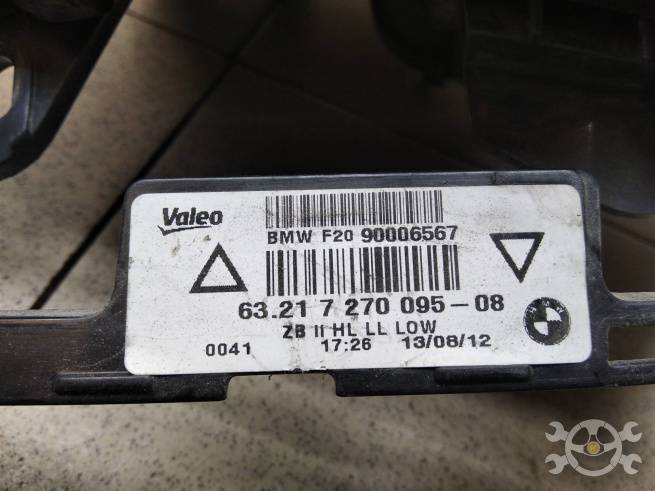 Valeo
BMW F20 90006567
63.21 7 270 095-08
ZB II HL LL LOW
0041 17:26 13/08/12